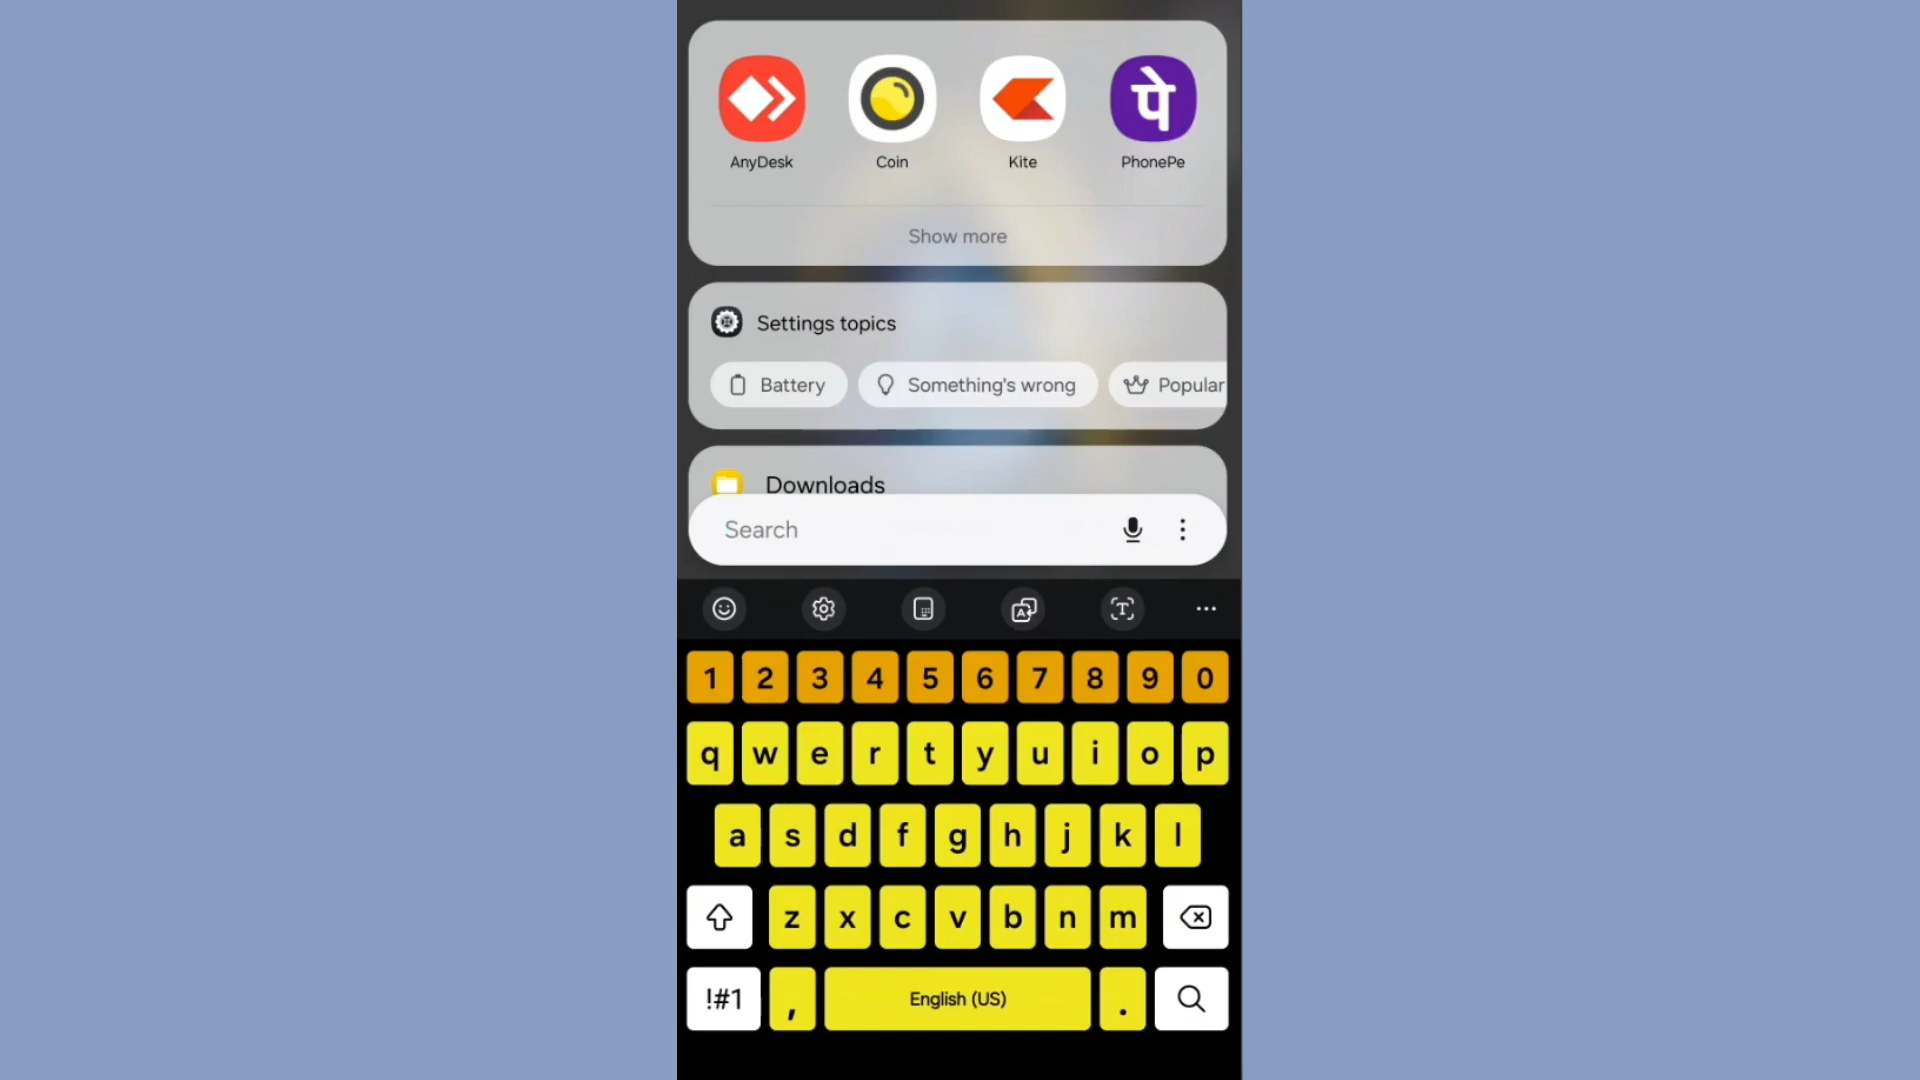 पे
AnyDesk Coin Kite PhonePe
Show more
Settings topics
Battery Something's wrong Popular
Downloads
Search
1 2 3 4 5 6 7 8 9 0
q w e r t y u i o p
a s d f g h j k l
z x c v b n m
!#1 , English (US) .